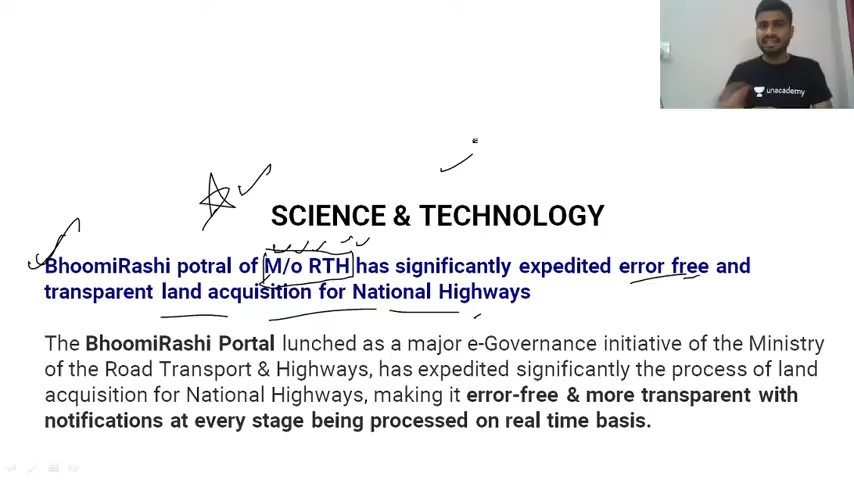 unacademy
SCIENCE & TECHNOLOGY
BhoomiRashi potral of M/o RTH has significantly expedited error free and
transparent land acquisition for National Highways
The BhoomiRashi Portal lunched as a major e-Governance initiative of the Ministry
of the Road Transport & Highways, has expedited significantly the process of land
acquisition for National Highways, making it error-free & more transparent with
notifications at every stage being processed on real time basis.